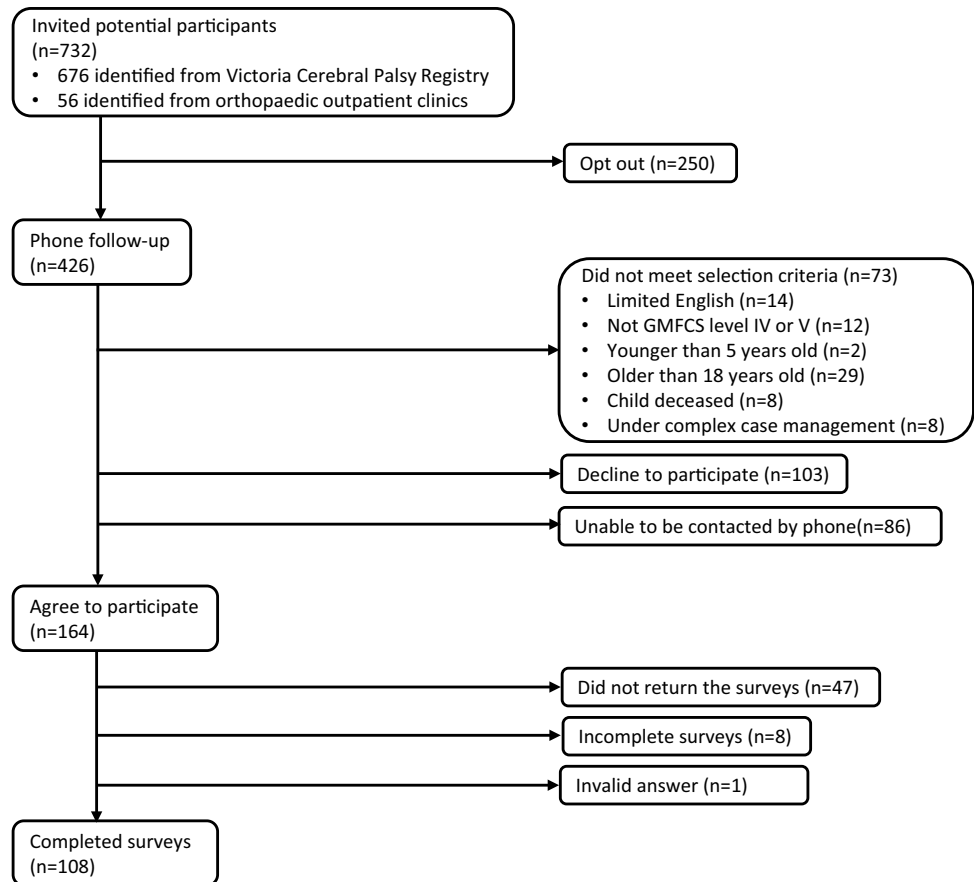 Invited potential participants
(n=732)
• 676 identified from Victoria Cerebral Palsy Registry
• 56 identified from orthopaedic outpatient clinics
Opt out (n=250)
Phone follow-up
(n=426)
Did not meet selection criteria (n=73)
• Limited English (n=14)
• Not GMFCS level IV or V (n=12)
• Younger than 5 years old (n=2)
• Older than 18 years old (n=29)
• Child deceased (n=8)
• Under complex case management (n=8)
Decline to participate (n=103)
Unable to be contacted by phone(n=86)
Agree to participate
(n=164)
Did not return the surveys (n=47)
Incomplete surveys (n=8)
Invalid answer (n=1)
Completed surveys
(n=108)